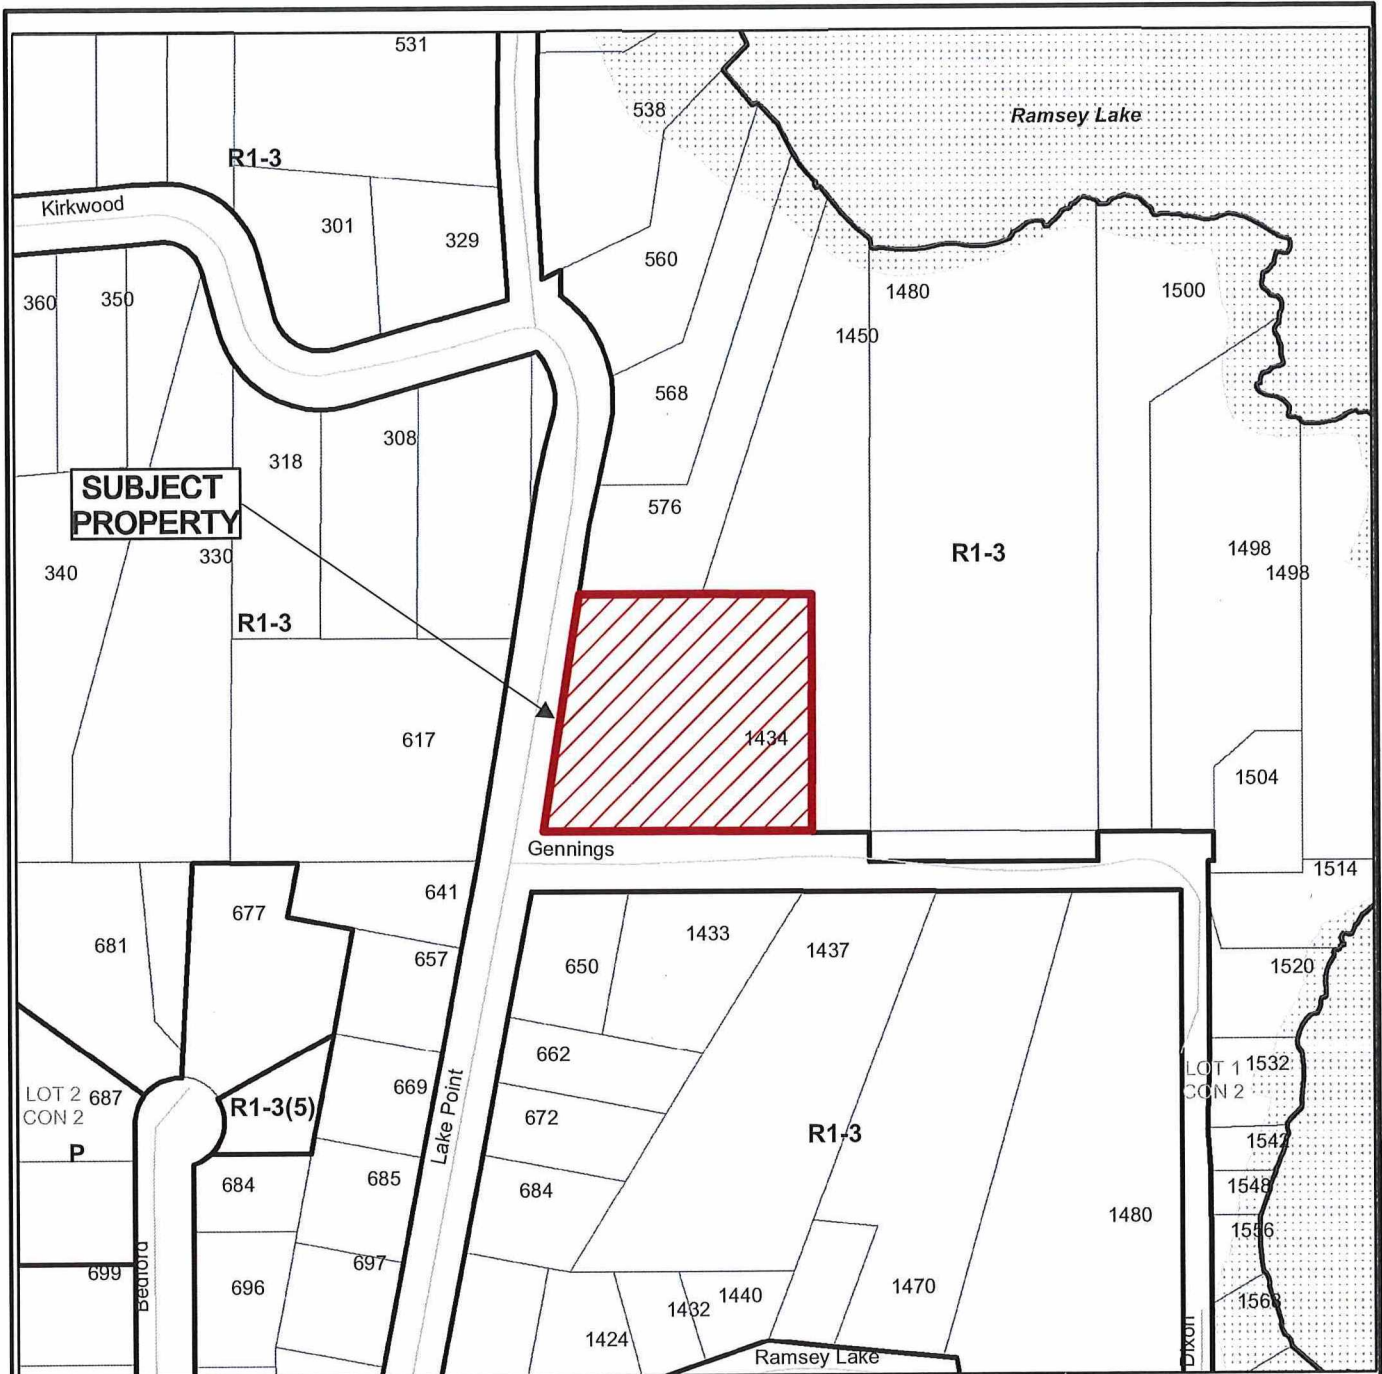 531
538
Ramsey Lake
R1-3
Kirkwood
301
329
560
360
350
1480
1500
1450
568
308
318
SUBJECT
PROPERTY
576
340
330
R1-3
R1-3
1498
1498
617
1434
1504
Gennings
1514
641
677
681
657
650
1433
1437
1520
LOT 2
CON 2
687
R1-3(5)
669
662
LOT 1
CON 2
1532
P
Lake Point
672
R1-3
1542
684
685
684
1480
1548
1556
699
Bedford
696
697
1424
1432
1440
1470
1568
Ramsey Lake
Dixon